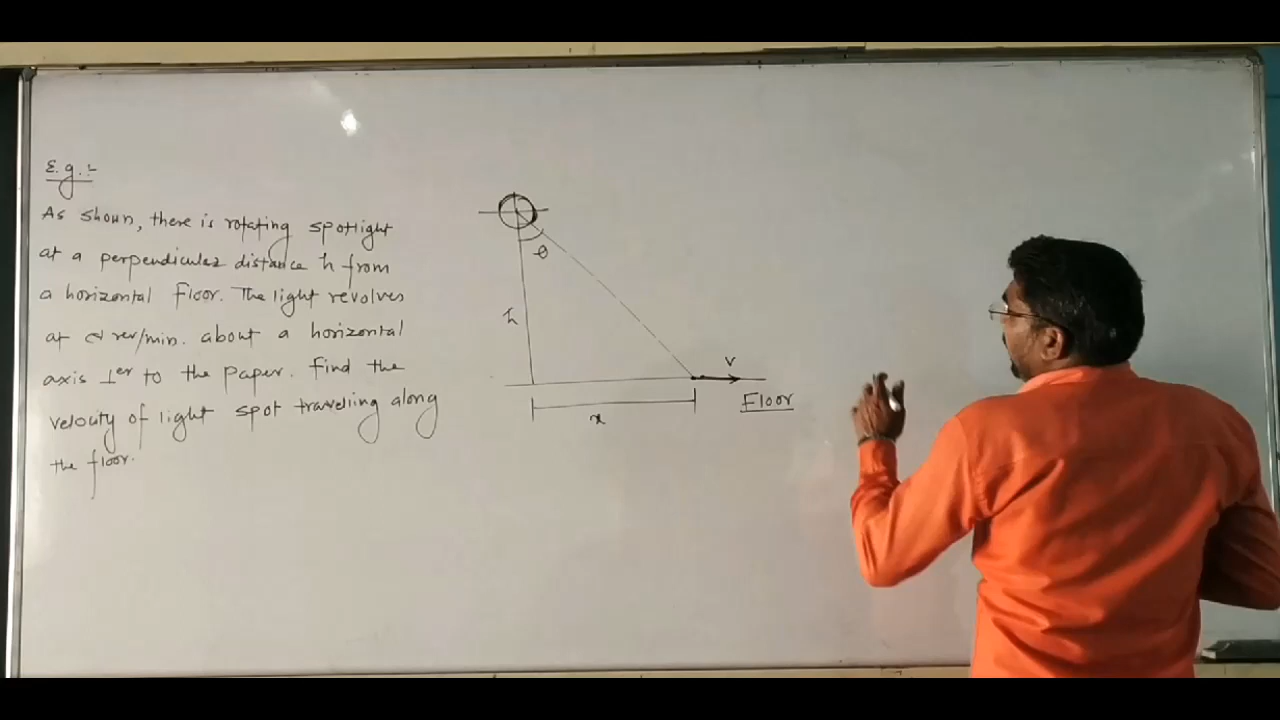 E.g.:-
As shown, there is rotating spotlight
at a perpendicular distance h from
a horizontal floor. The light revolves
at α rev/min. about a horizontal
axis ⊥er to the paper. Find the
velocity of light spot traveling along
the floor.
θ
h
v
x
Floor